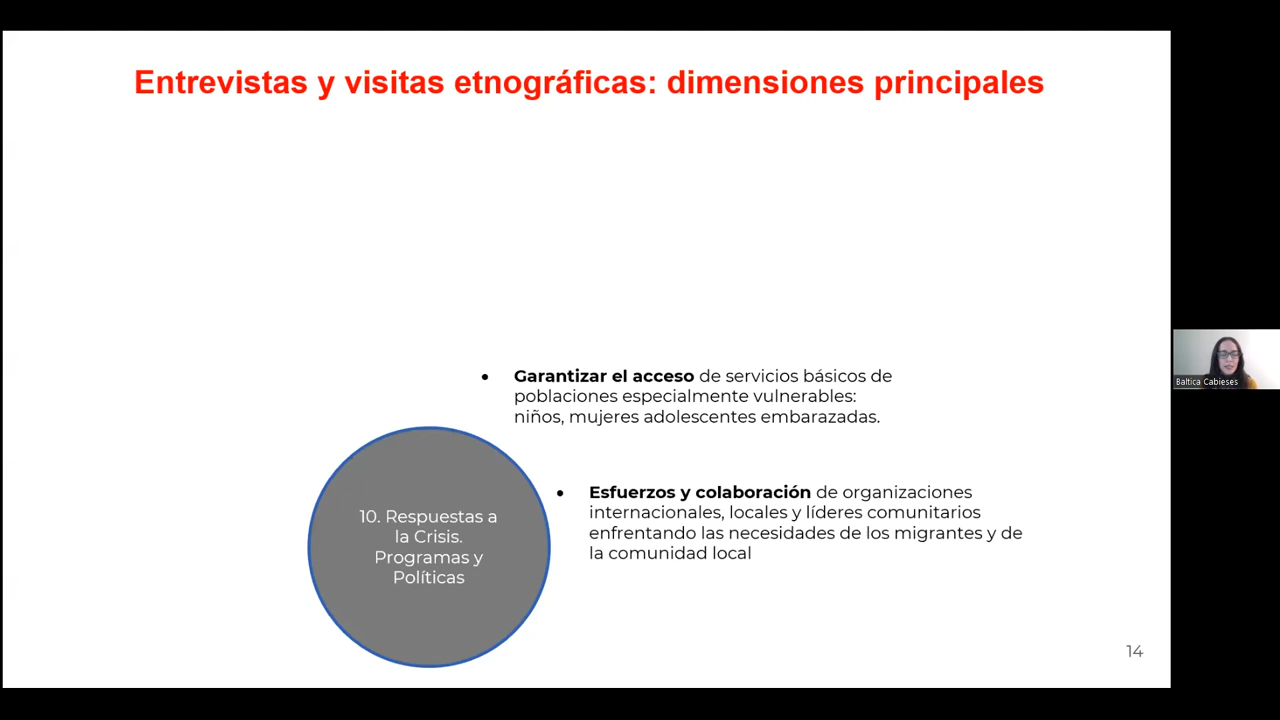 Entrevistas y visitas etnográficas: dimensiones principales
• Garantizar el acceso de servicios básicos de
poblaciones especialmente vulnerables:
niños, mujeres adolescentes embarazadas.
• Esfuerzos y colaboración de organizaciones
internacionales, locales y líderes comunitarios
enfrentando las necesidades de los migrantes y de
la comunidad local
10. Respuestas a
la Crisis.
Programas y
Políticas
14
Baltica Cabieses